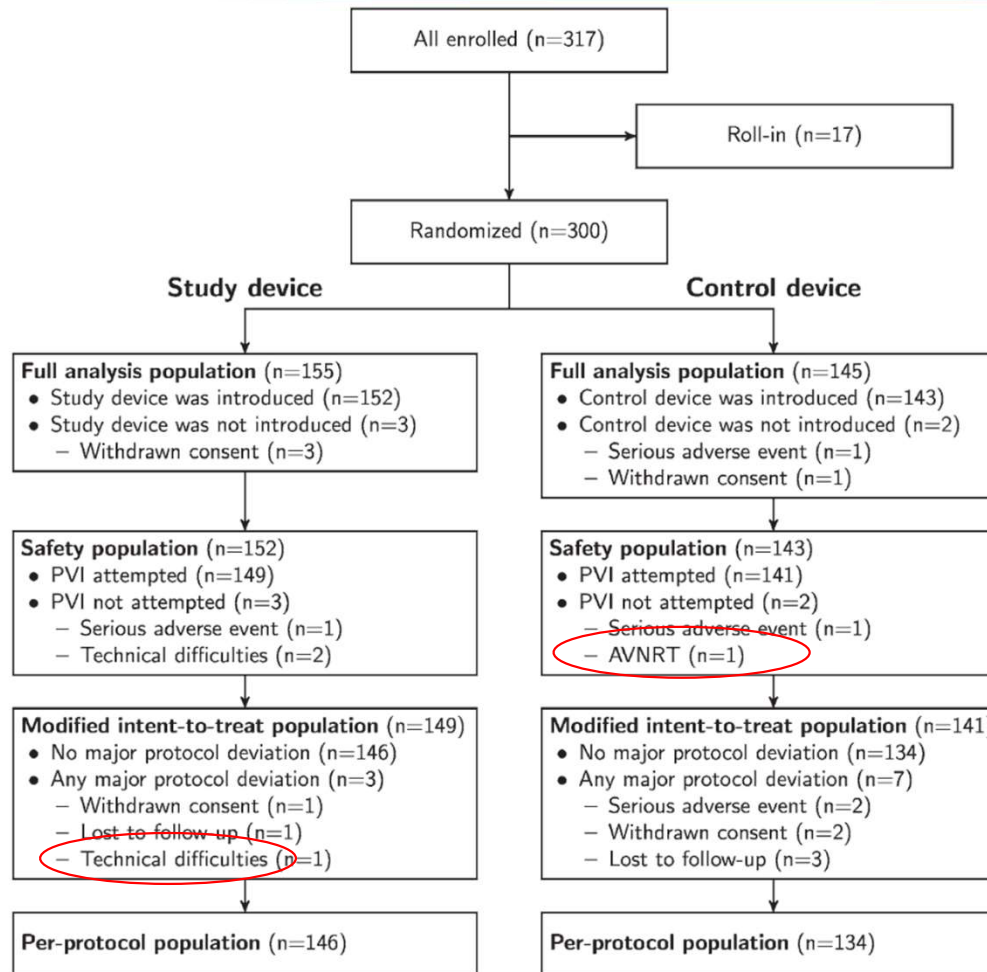 All enrolled (n=317)
Roll-in (n=17)
Randomized (n=300)
Study device
Control device
Full analysis population (n=155)
• Study device was introduced (n=152)
• Study device was not introduced (n=3)
– Withdrawn consent (n=3)
Full analysis population (n=145)
• Control device was introduced (n=143)
• Control device was not introduced (n=2)
– Serious adverse event (n=1)
– Withdrawn consent (n=1)
Safety population (n=152)
• PVI attempted (n=149)
• PVI not attempted (n=3)
– Serious adverse event (n=1)
– Technical difficulties (n=2)
Safety population (n=143)
• PVI attempted (n=141)
• PVI not attempted (n=2)
– Serious adverse event (n=1)
– AVNRT (n=1)
Modified intent-to-treat population (n=149)
• No major protocol deviation (n=146)
• Any major protocol deviation (n=3)
– Withdrawn consent (n=1)
– Lost to follow up (n=1)
– Technical difficulties (n=1)
Modified intent-to-treat population (n=141)
• No major protocol deviation (n=134)
• Any major protocol deviation (n=7)
– Serious adverse event (n=2)
– Withdrawn consent (n=2)
– Lost to follow-up (n=3)
Per-protocol population (n=146)
Per-protocol population (n=134)